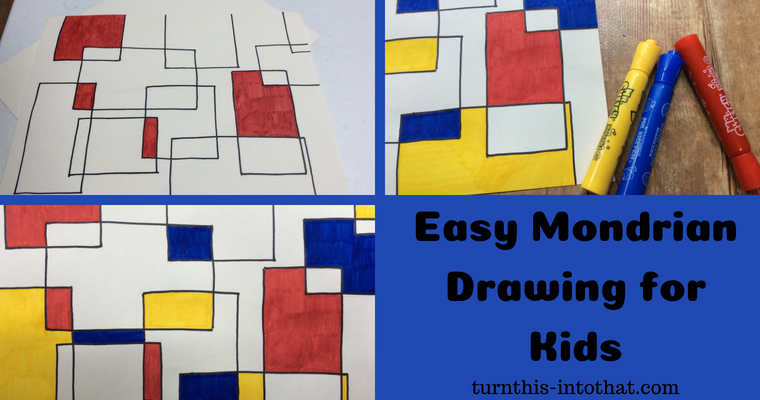 Easy Mondrian
Drawing for
Kids
turnthis-intothat.com